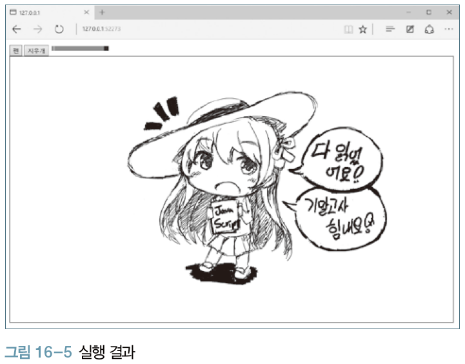 127.0.0.1
127.0.0.1:52273
펜
지우개
다 읽었
어요?
기말고사
힘내요!?
Java
Script
그림 16-5 실행 결과